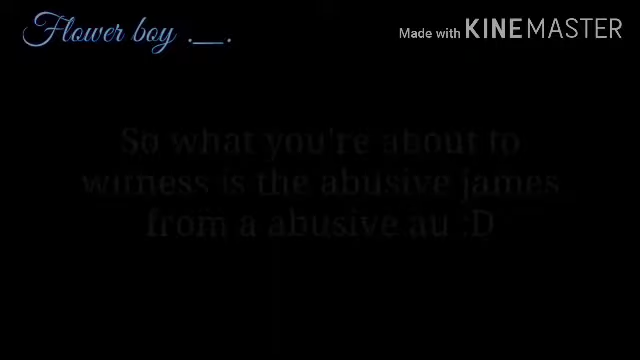 Flower boy .__.
Made with KINEMASTER
So what you're about to
witness is the abusive james
from a abusive au :D